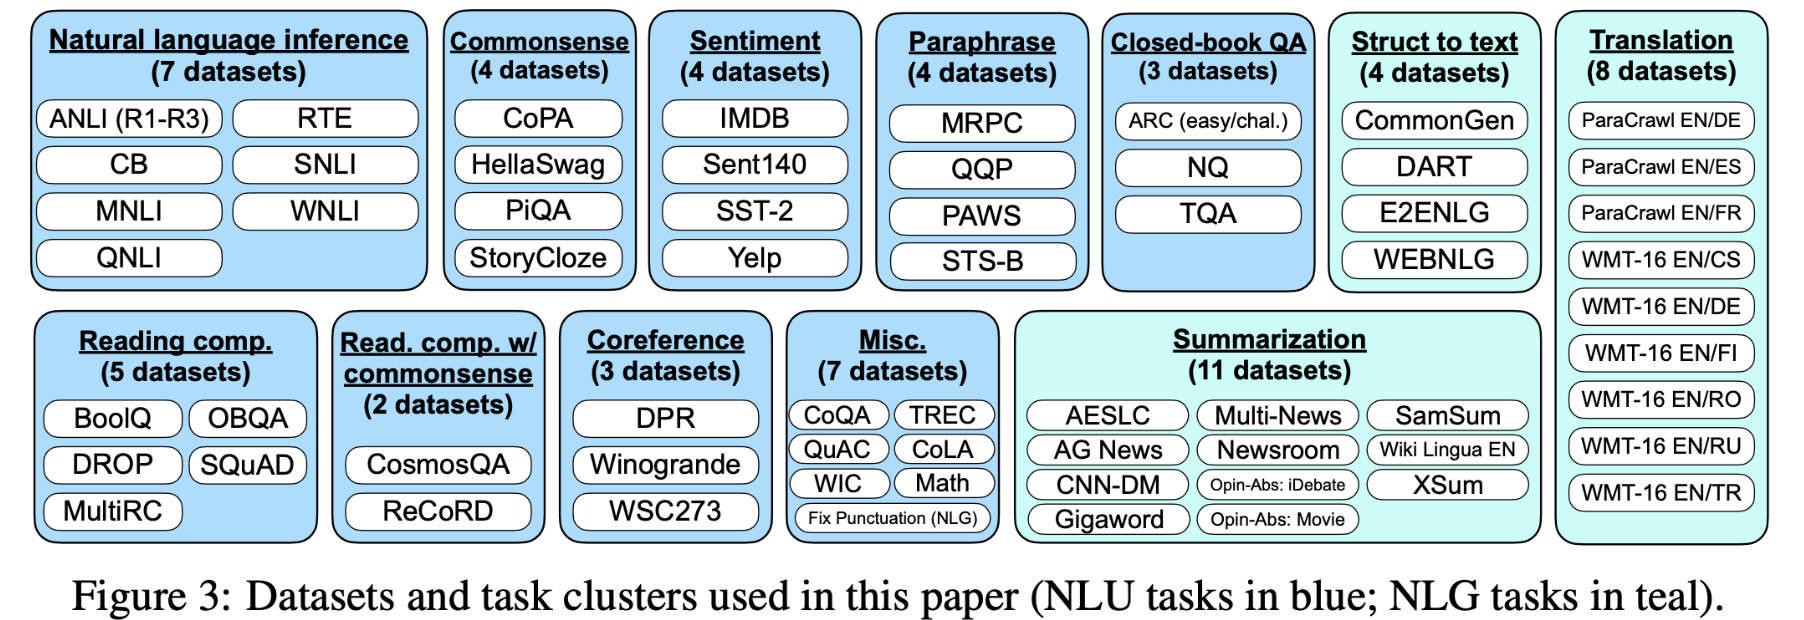 Natural language inference
(7 datasets)
ANLI (R1-R3)
RTE
CB
SNLI
MNLI
WNLI
QNLI
Commonsense
(4 datasets)
CoPA
HellaSwag
PiQA
StoryCloze
Sentiment
(4 datasets)
IMDB
Sent140
SST-2
Yelp
Paraphrase
(4 datasets)
MRPC
QQP
PAWS
STS-B
Closed-book QA
(3 datasets)
ARC (easy/chal.)
NQ
TQA
Struct to text
(4 datasets)
CommonGen
DART
E2ENLG
WEBNLG
Translation
(8 datasets)
ParaCrawl EN/DE
ParaCrawl EN/ES
ParaCrawl EN/FR
WMT-16 EN/CS
WMT-16 EN/DE
WMT-16 EN/FI
WMT-16 EN/RO
WMT-16 EN/RU
WMT-16 EN/TR
Reading comp.
(5 datasets)
BoolQ
OBQA
DROP
SQuAD
MultiRC
Read. comp. w/
commonsense
(2 datasets)
CosmosQA
ReCoRD
Coreference
(3 datasets)
DPR
Winogrande
WSC273
Misc.
(7 datasets)
CoQA
TREC
QuAC
CoLA
WIC
Math
Fix Punctuation (NLG)
Summarization
(11 datasets)
AESLC
Multi-News
SamSum
AG News
Newsroom
Wiki Lingua EN
CNN-DM
Opin-Abs: iDebate
XSum
Gigaword
Opin-Abs: Movie
Figure 3: Datasets and task clusters used in this paper (NLU tasks in blue; NLG tasks in teal).